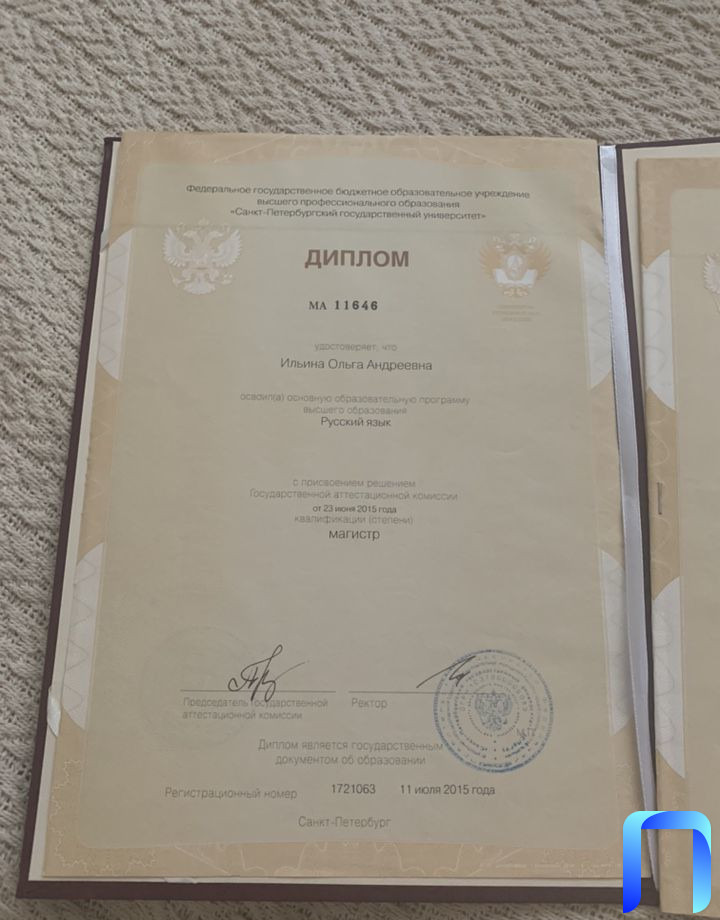 Федеральное государственное бюджетное образовательное учреждение
высшего профессионального образования
«Санкт-Петербургский государственный университет»
ДИПЛОМ
МА 11646
удостоверяет, что
Ильина Ольга Андреевна
освоил(а) основную образовательную программу
высшего образования
Русский язык
с присвоением решением
Государственной аттестационной комиссии
от 23 июня 2015 года
квалификации (степени)
магистр
Председатель Государственной
аттестационной комиссии
Ректор
Диплом является государственным
документом об образовании
Регистрационный номер 1721063 11 июля 2015 года
Санкт-Петербург